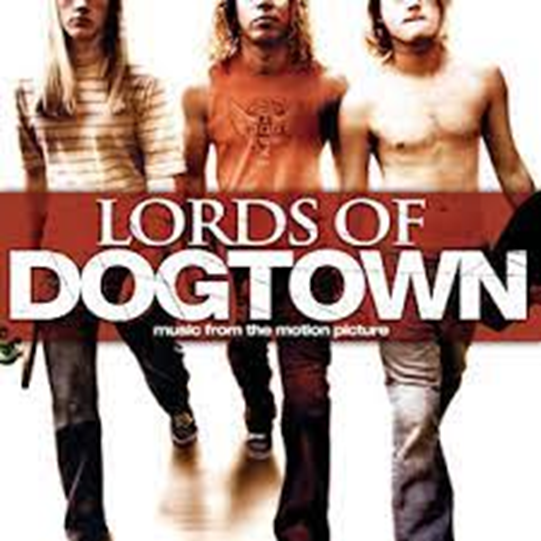 LORDS OF
DOGTOWN
music from the motion picture